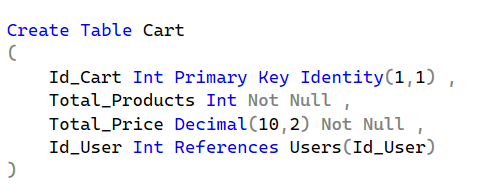 Create Table Cart
(
    Id_Cart Int Primary Key Identity(1,1) ,
    Total_Products Int Not Null ,
    Total_Price Decimal(10,2) Not Null ,
    Id_User Int References Users(Id_User)
)